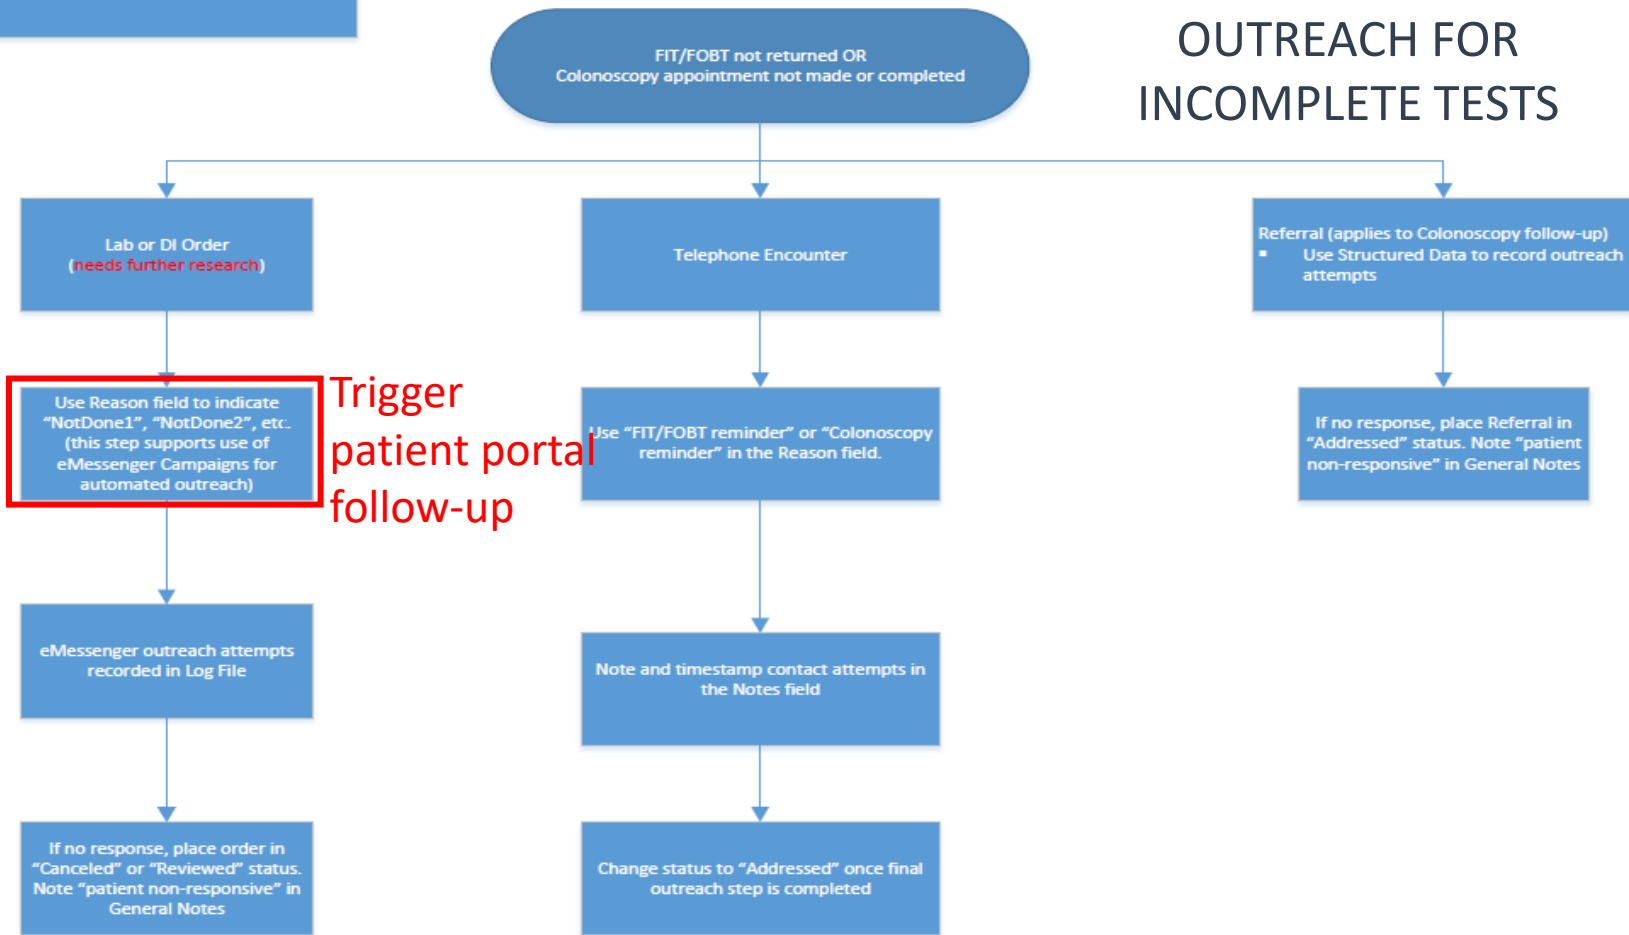 OUTREACH FOR
INCOMPLETE TESTS
FIT/FOBT not returned OR
Colonoscopy appointment not made or completed
Lab or DI Order
(needs further research)
Use Reason field to indicate
“NotDone1”, “NotDone2”, etc.
(this step supports use of
eMessenger Campaigns for
automated outreach)
Trigger
patient portal
follow-up
eMessenger outreach attempts
recorded in Log File
If no response, place order in
“Canceled” or “Reviewed” status.
Note “patient non-responsive” in
General Notes
Telephone Encounter
Use “FIT/FOBT reminder” or “Colonoscopy
reminder” in the Reason field.
Note and timestamp contact attempts in
the Notes field
Change status to “Addressed” once final
outreach step is completed
Referral (applies to Colonoscopy follow-up)
▪ Use Structured Data to record outreach
attempts
If no response, place Referral in
“Addressed” status. Note “patient
non-responsive” in General Notes